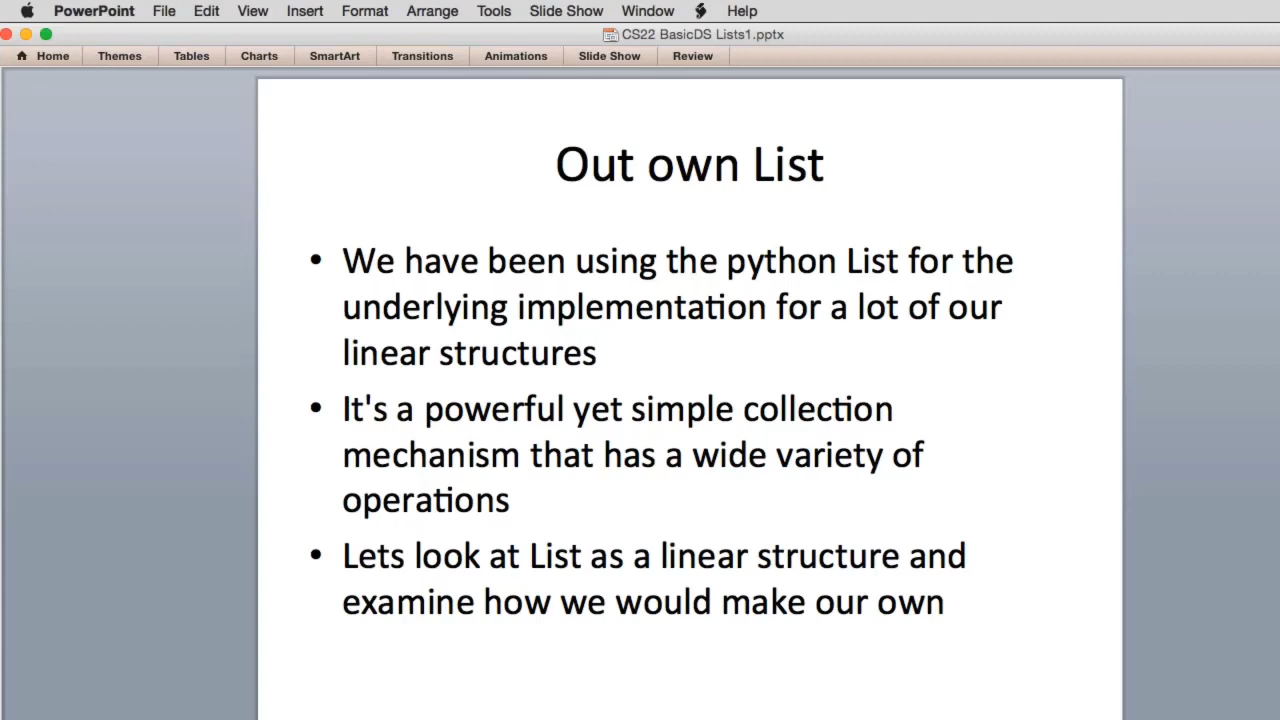 PowerPoint File Edit View Insert Format Arrange Tools Slide Show Window Help
CS22 BasicDS Lists1.pptx
Home Themes Tables Charts SmartArt Transitions Animations Slide Show Review
Out own List
• We have been using the python List for the
underlying implementation for a lot of our
linear structures
• It's a powerful yet simple collection
mechanism that has a wide variety of
operations
• Lets look at List as a linear structure and
examine how we would make our own